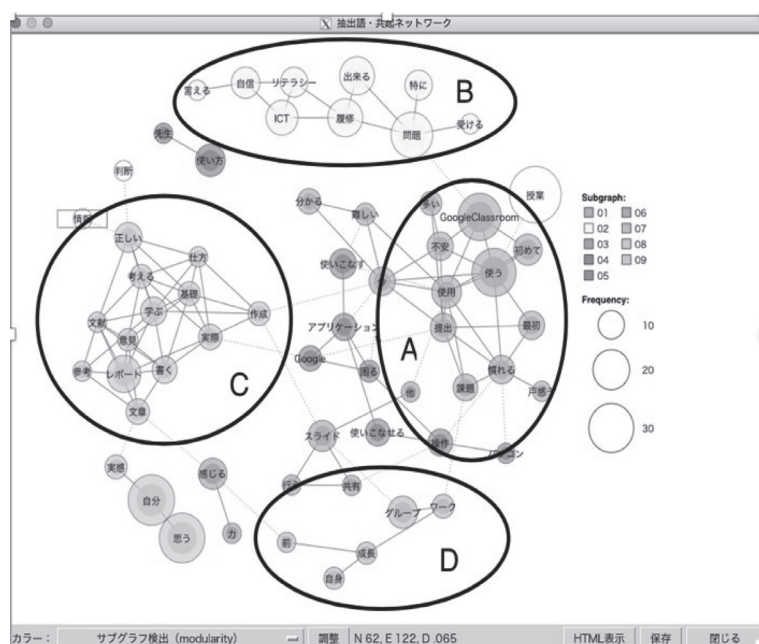 抽出語・共起ネットワーク
B
言える
自信
リテラシー
出来る
特に
ICT
履修
問題
受ける
先生
使い方
判断
情報
授業
A
多い
GoogleClassroom
不安
初めて
使う
使用
提出
最初
慣れる
課題
戸惑う
他
操作
パソコン
分かる
難しい
使いこなす
アプリケーション
Google
困る
使いこなせる
C
正しい
仕方
考える
基礎
学ぶ
作成
文献
意見
実際
参考
レポート
書く
文章
スライド
行う
共有
実感
感じる
自分
思う
力
D
グループ
ワーク
前
成長
自身
Subgraph:
01 06
02 07
03 08
04 09
05
Frequency:
10
20
30
カラー: サブグラフ検出（modularity） 調整 N 62, E 122, D .065 HTML表示 保存 閉じる